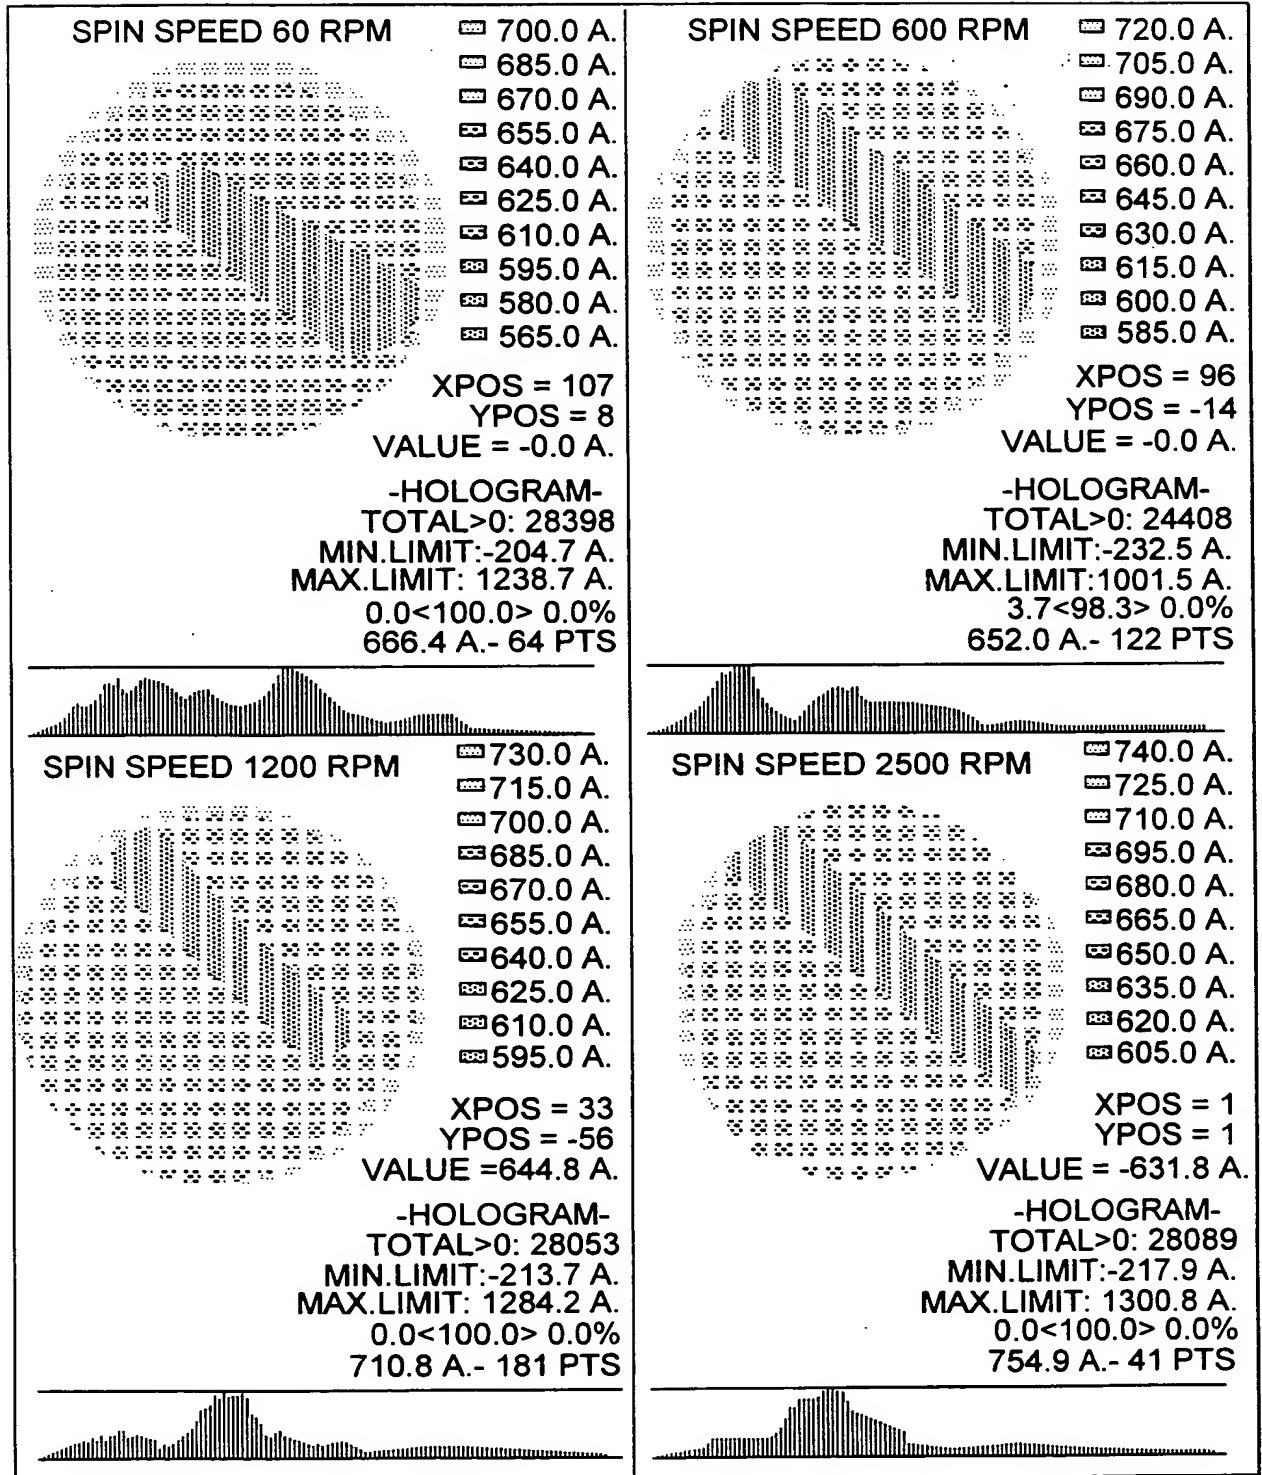 SPIN SPEED 60 RPM
700.0 A.
685.0 A.
670.0 A.
655.0 A.
640.0 A.
625.0 A.
610.0 A.
595.0 A.
580.0 A.
565.0 A.
XPOS = 107
YPOS = 8
VALUE = -0.0 A.
-HOLOGRAM-
TOTAL>0: 28398
MIN.LIMIT:-204.7 A.
MAX.LIMIT: 1238.7 A.
0.0<100.0> 0.0%
666.4 A.- 64 PTS
SPIN SPEED 600 RPM
720.0 A.
705.0 A.
690.0 A.
675.0 A.
660.0 A.
645.0 A.
630.0 A.
615.0 A.
600.0 A.
585.0 A.
XPOS = 96
YPOS = -14
VALUE = -0.0 A.
-HOLOGRAM-
TOTAL>0: 24408
MIN.LIMIT:-232.5 A.
MAX.LIMIT:1001.5 A.
3.7<98.3> 0.0%
652.0 A.- 122 PTS
SPIN SPEED 1200 RPM
730.0 A.
715.0 A.
700.0 A.
685.0 A.
670.0 A.
655.0 A.
640.0 A.
625.0 A.
610.0 A.
595.0 A.
XPOS = 33
YPOS = -56
VALUE =644.8 A.
-HOLOGRAM-
TOTAL>0: 28053
MIN.LIMIT:-213.7 A.
MAX.LIMIT: 1284.2 A.
0.0<100.0> 0.0%
710.8 A.- 181 PTS
SPIN SPEED 2500 RPM
740.0 A.
725.0 A.
710.0 A.
695.0 A.
680.0 A.
665.0 A.
650.0 A.
635.0 A.
620.0 A.
605.0 A.
XPOS = 1
YPOS = 1
VALUE = -631.8 A.
-HOLOGRAM-
TOTAL>0: 28089
MIN.LIMIT:-217.9 A.
MAX.LIMIT: 1300.8 A.
0.0<100.0> 0.0%
754.9 A.- 41 PTS